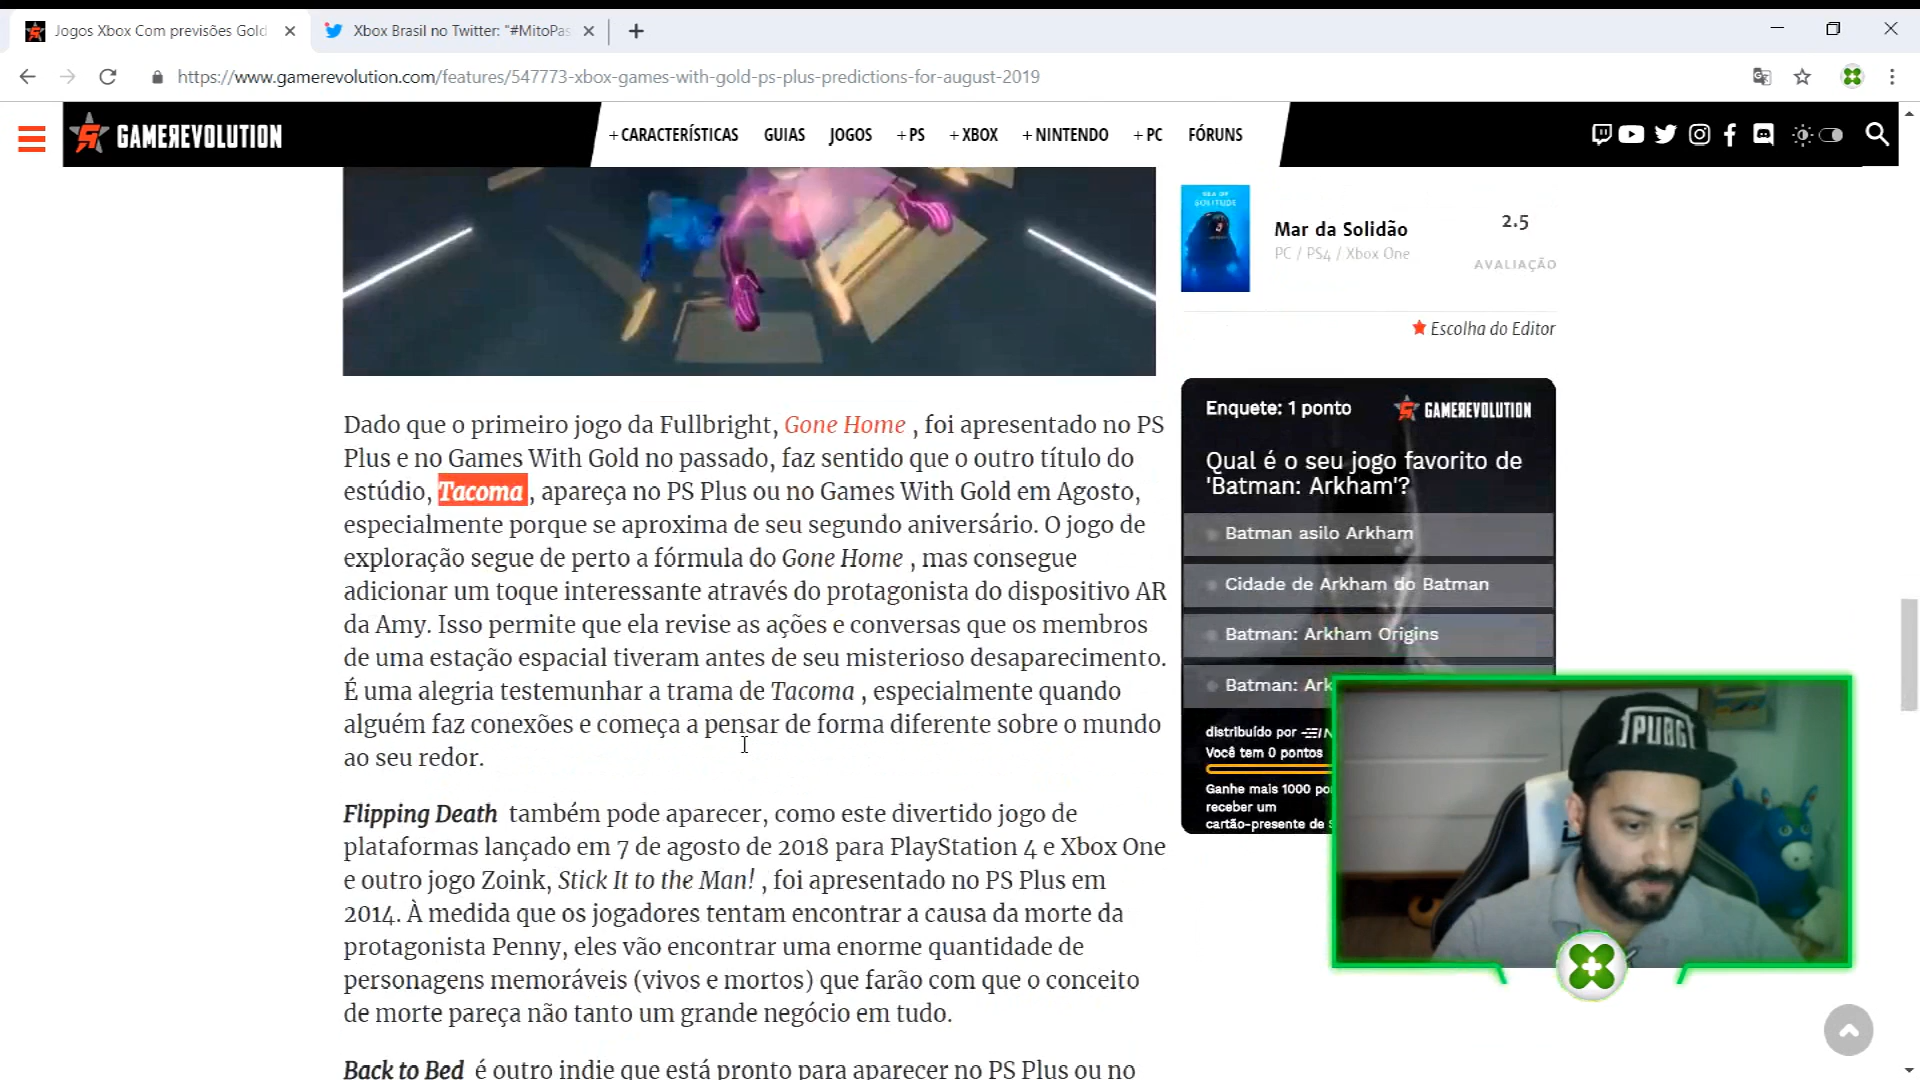 Jogos Xbox Com previsões Gold
Xbox Brasil no Twitter: "#MitoPas
https://www.gamerevolution.com/features/547773-xbox-games-with-gold-ps-plus-predictions-for-august-2019
GAMEREVOLUTION
+ CARACTERÍSTICAS GUIAS JOGOS + PS + XBOX + NINTENDO + PC FÓRUNS
SEA OF
SOLITUDE
Mar da Solidão
PC / PS4 / Xbox One
2.5
AVALIAÇÃO
Escolha do Editor
Dado que o primeiro jogo da Fullbright, Gone Home , foi apresentado no PS
Plus e no Games With Gold no passado, faz sentido que o outro título do
estúdio, Tacoma , apareça no PS Plus ou no Games With Gold em Agosto,
especialmente porque se aproxima de seu segundo aniversário. O jogo de
exploração segue de perto a fórmula do Gone Home , mas consegue
adicionar um toque interessante através do protagonista do dispositivo AR
da Amy. Isso permite que ela revise as ações e conversas que os membros
de uma estação espacial tiveram antes de seu misterioso desaparecimento.
É uma alegria testemunhar a trama de Tacoma , especialmente quando
alguém faz conexões e começa a pensar de forma diferente sobre o mundo
ao seu redor.
Flipping Death também pode aparecer, como este divertido jogo de
plataformas lançado em 7 de agosto de 2018 para PlayStation 4 e Xbox One
e outro jogo Zoink, Stick It to the Man! , foi apresentado no PS Plus em
2014. À medida que os jogadores tentam encontrar a causa da morte da
protagonista Penny, eles vão encontrar uma enorme quantidade de
personagens memoráveis (vivos e mortos) que farão com que o conceito
de morte pareça não tanto um grande negócio em tudo.
Back to Bed é outro indie que está pronto para aparecer no PS Plus ou no
Enquete: 1 ponto
GAMEREVOLUTION
Qual é o seu jogo favorito de
'Batman: Arkham'?
Batman asilo Arkham
Cidade de Arkham do Batman
Batman: Arkham Origins
Batman: Ark
distribuído por
Você tem 0 pontos
Ganhe mais 1000 po
receber um
cartão-presente de
PUBG